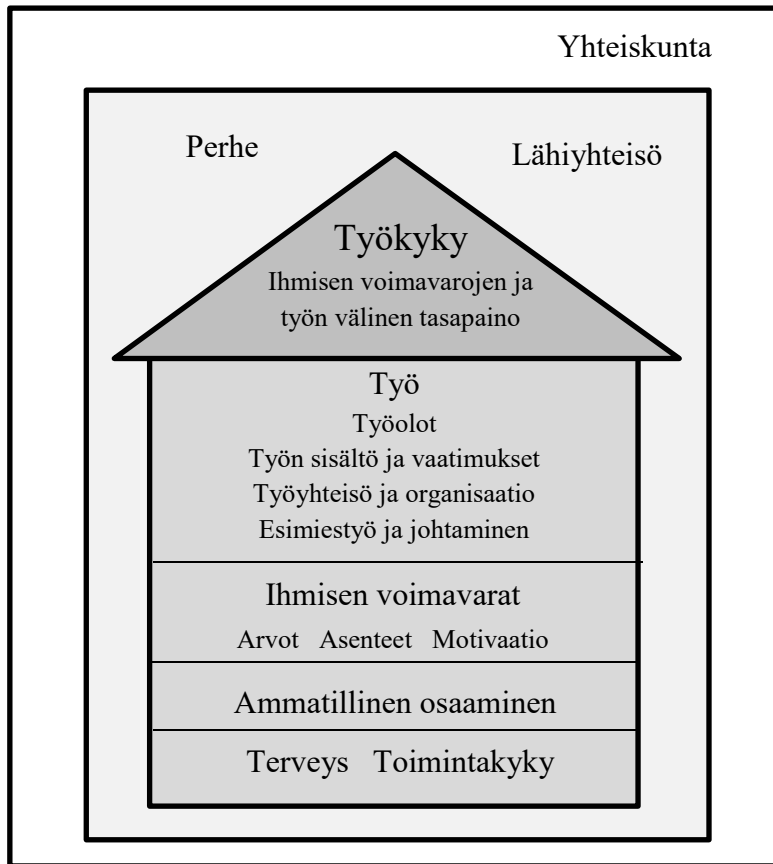 Yhteiskunta
Perhe
Lähiyhteisö
Työkyky
Ihmisen voimavarojen ja
työn välinen tasapaino
Työ
Työolot
Työn sisältö ja vaatimukset
Työyhteisö ja organisaatio
Esimiestyö ja johtaminen
Ihmisen voimavarat
Arvot Asenteet Motivaatio
Ammatillinen osaaminen
Terveys Toimintakyky